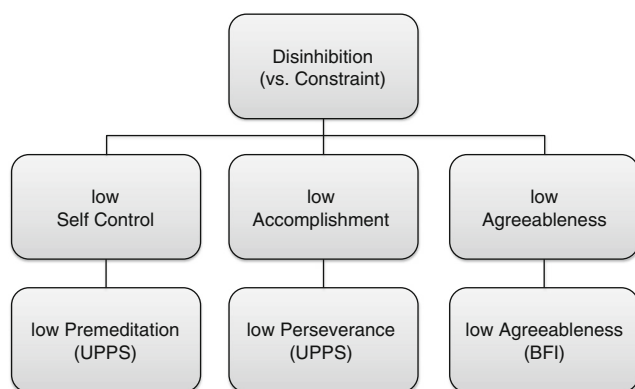 Disinhibition
(vs. Constraint)
low
Self Control
low
Accomplishment
low
Agreeableness
low Premeditation
(UPPS)
low Perseverance
(UPPS)
low Agreeableness
(BFI)